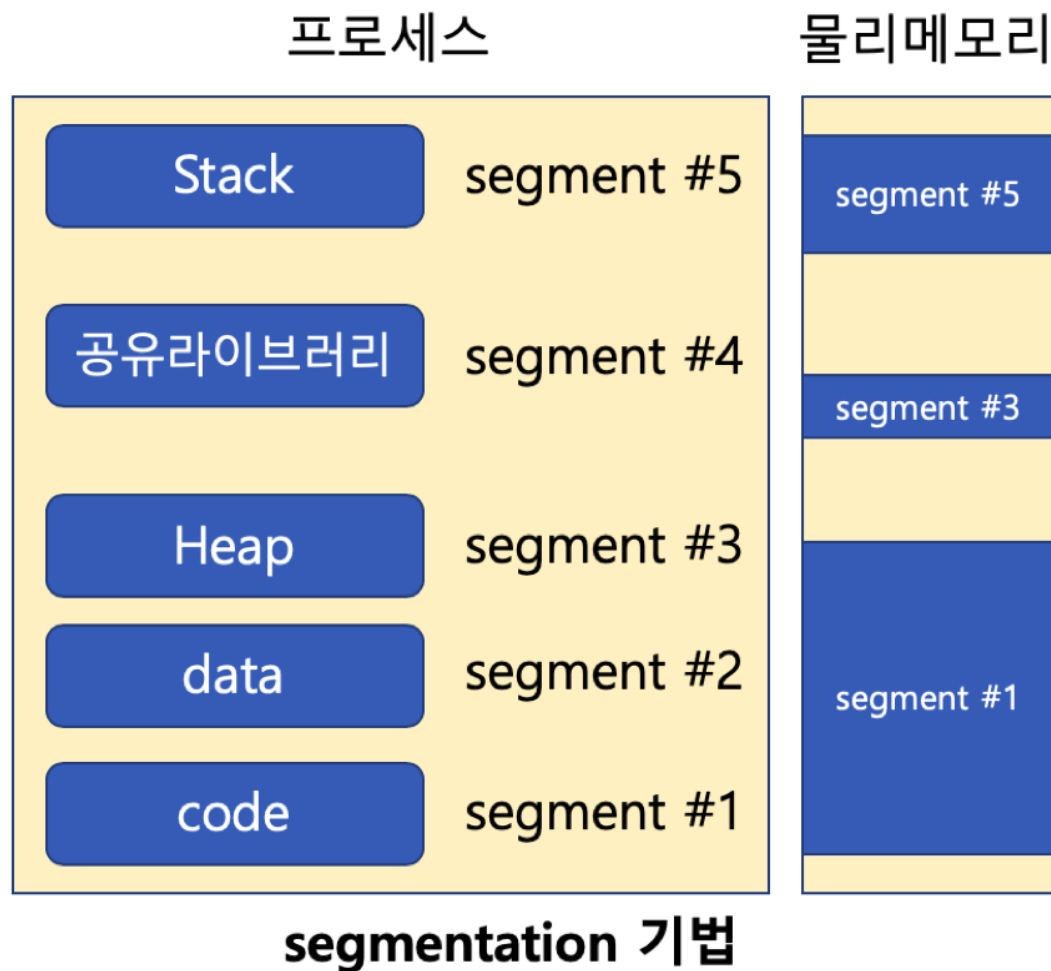 프로세스
Stack segment #5
공유라이브러리 segment #4
Heap segment #3
data segment #2
code segment #1
물리메모리
segment #5
segment #3
segment #1
segmentation 기법